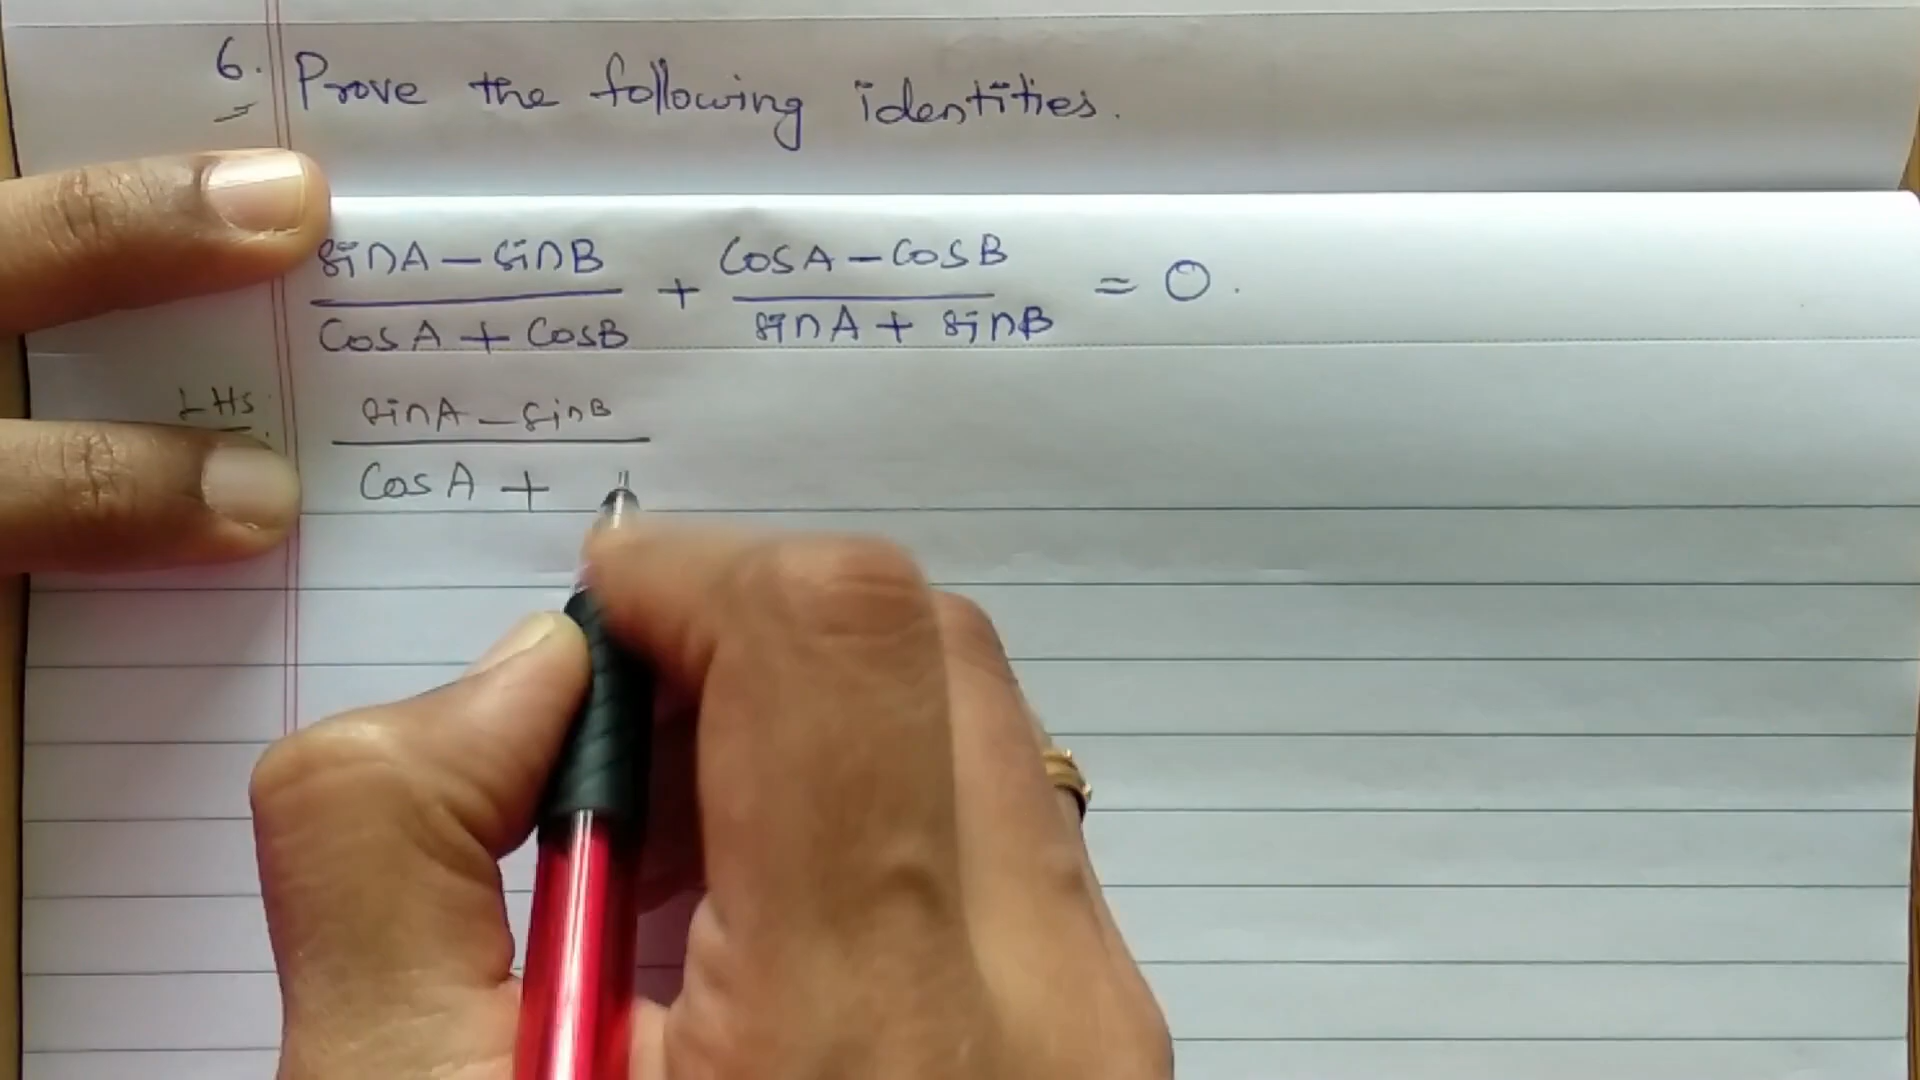 6. Prove the following identities.
sinA - sinB / cosA + cosB + cosA - cosB / sinA + sinB = 0.
LHS: sinA - sinB
cosA +